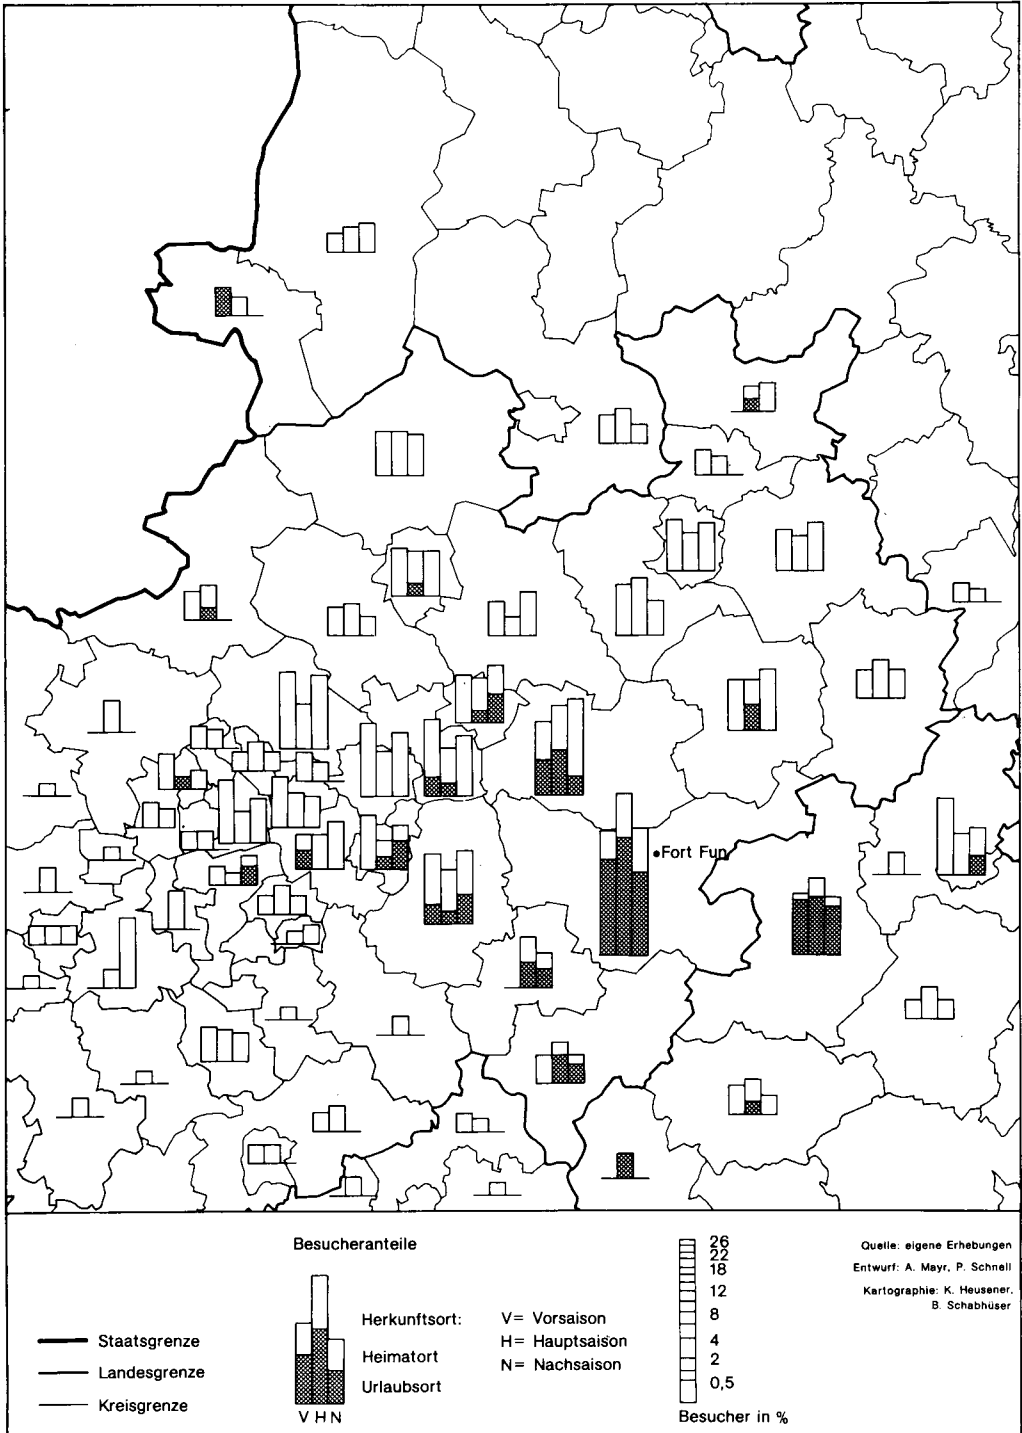 Fort Fun
Besucheranteile
Herkunftsort:
Heimatort
Urlaubsort
V H N
V= Vorsaison
H= Hauptsaison
N= Nachsaison
Staatsgrenze
Landesgrenze
Kreisgrenze
26
22
18
12
8
4
2
0,5
Besucher in %
Quelle: eigene Erhebungen
Entwurf: A. Mayr, P. Schnell
Kartographie: K. Heusener,
B. Schabhüser